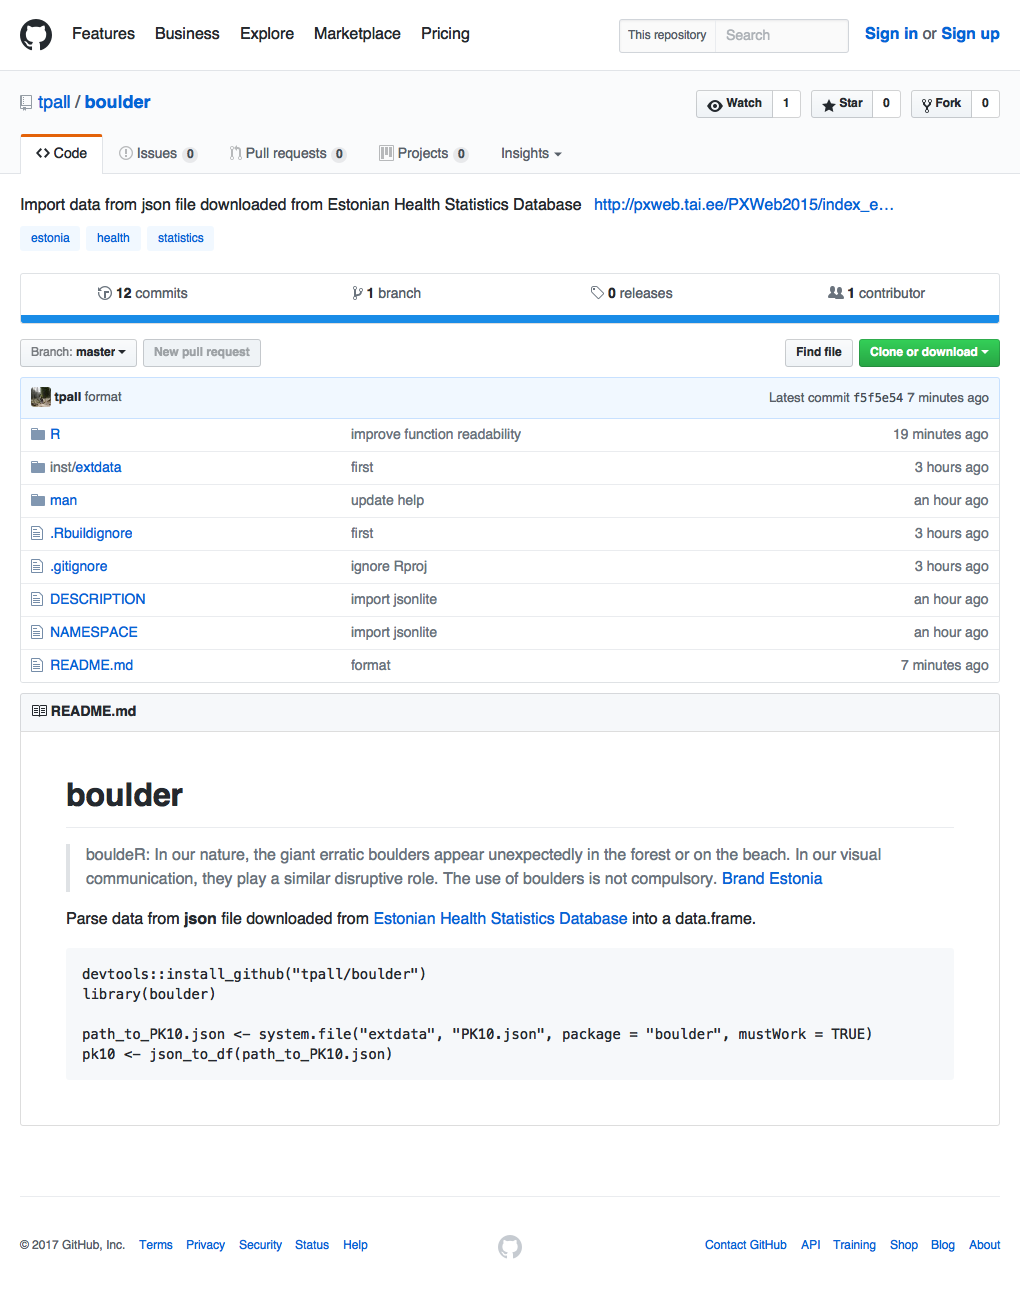 Features Business Explore Marketplace Pricing This repository Search Sign in or Sign up
tpall / boulder Watch 1 Star 0 Fork 0
Code Issues 0 Pull requests 0 Projects 0 Insights
Import data from json file downloaded from Estonian Health Statistics Database http://pxweb.tai.ee/PXWeb2015/index_e…
estonia health statistics
12 commits 1 branch 0 releases 1 contributor
Branch: master New pull request Find file Clone or download
tpall format Latest commit f5f5e54 7 minutes ago
R improve function readability 19 minutes ago
inst/extdata first 3 hours ago
man update help an hour ago
.Rbuildignore first 3 hours ago
.gitignore ignore Rproj 3 hours ago
DESCRIPTION import jsonlite an hour ago
NAMESPACE import jsonlite an hour ago
README.md format 7 minutes ago
README.md
boulder
bouldeR: In our nature, the giant erratic boulders appear unexpectedly in the forest or on the beach. In our visual
communication, they play a similar disruptive role. The use of boulders is not compulsory. Brand Estonia
Parse data from json file downloaded from Estonian Health Statistics Database into a data.frame.
devtools::install_github("tpall/boulder")
library(boulder)
path_to_PK10.json <- system.file("extdata", "PK10.json", package = "boulder", mustWork = TRUE)
pk10 <- json_to_df(path_to_PK10.json)
© 2017 GitHub, Inc. Terms Privacy Security Status Help Contact GitHub API Training Shop Blog About